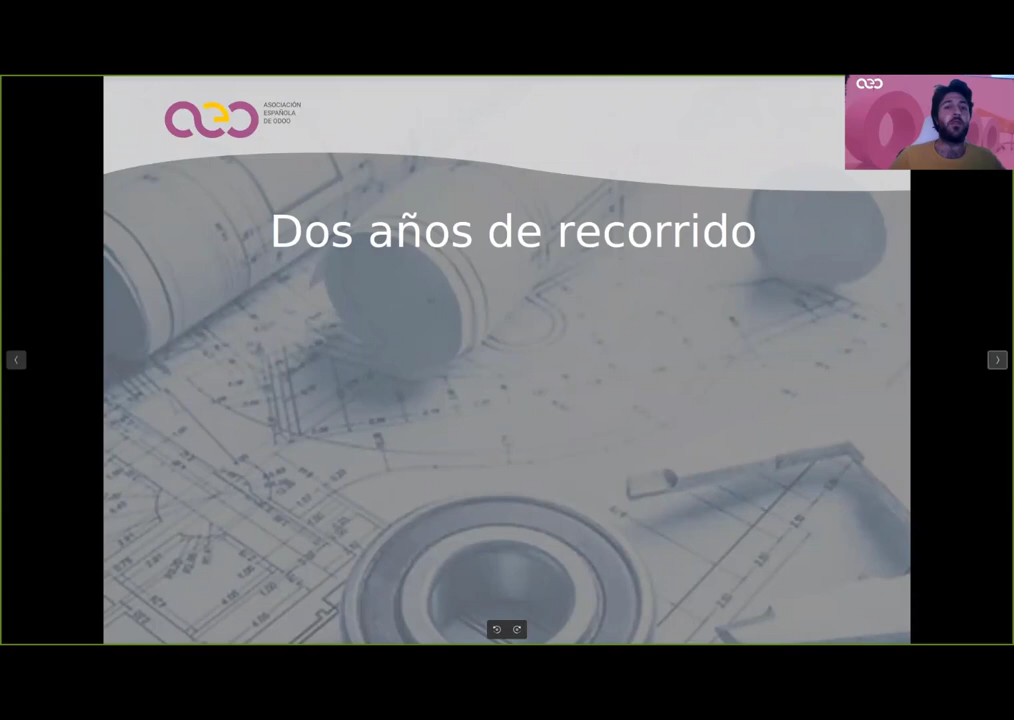 aeo
ASOCIACIÓN
ESPAÑOLA
DE ODOO
aeo
Dos años de recorrido